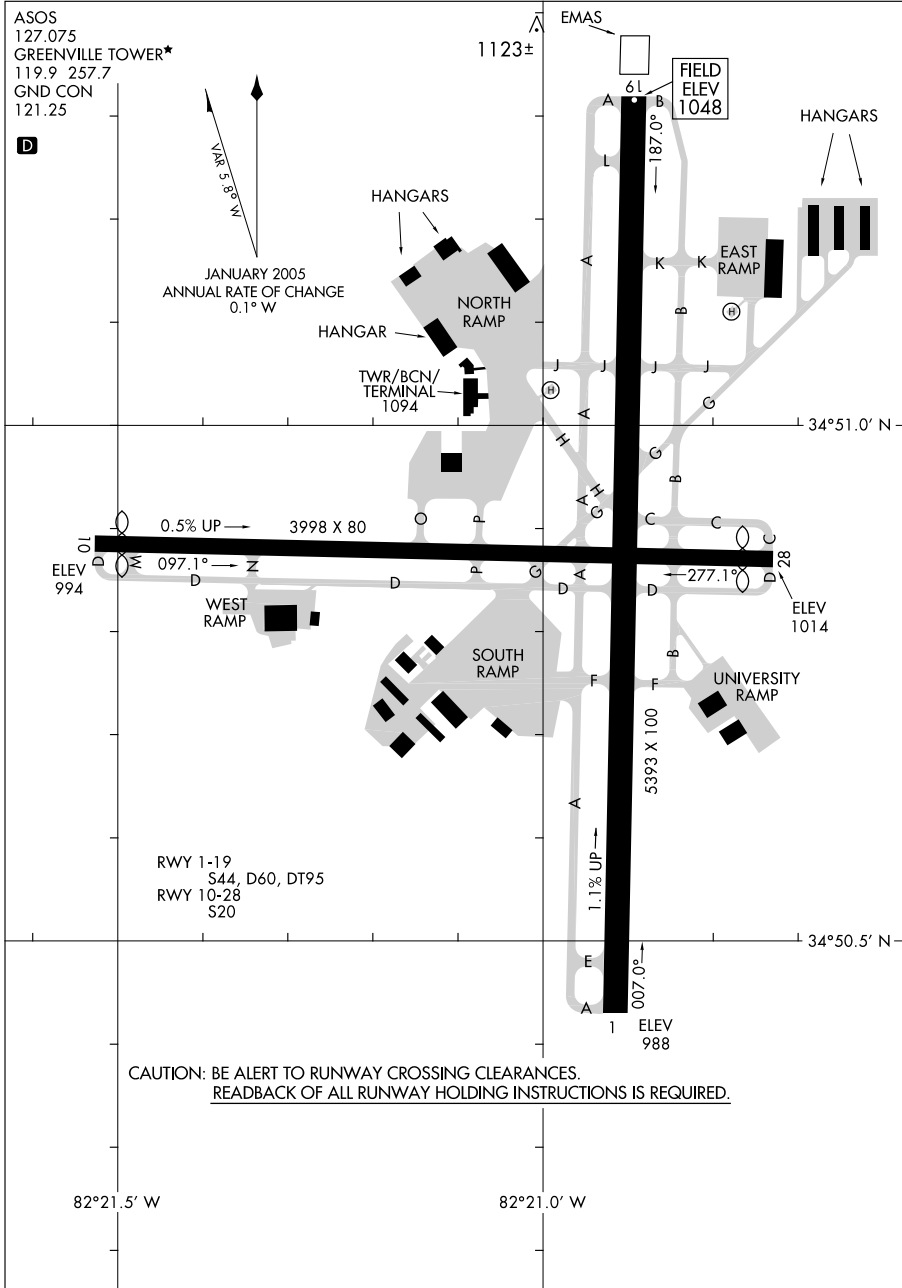 ASOS
127.075
GREENVILLE TOWER★
119.9 257.7
GND CON
121.25
D
VAR 5.8° W
JANUARY 2005
ANNUAL RATE OF CHANGE
0.1° W
1123±
EMAS
19
FIELD
ELEV
1048
A
B
L
187.0°
HANGARS
HANGARS
A
K
K
EAST
RAMP
NORTH
RAMP
B
H
HANGAR
TWR/BCN/
TERMINAL
1094
J
J
J
J
H
A
G
34°51.0' N
H
G
B
A
H
G
O
P
C
C
C
0.5% UP
3998 X 80
10
D
W
097.1°
N
ELEV
994
D
D
P
G
D
A
D
277.1°
D
28
ELEV
1014
WEST
RAMP
SOUTH
RAMP
B
F
F
UNIVERSITY
RAMP
5393 X 100
A
1.1% UP
RWY 1-19
S44, D60, DT95
RWY 10-28
S20
34°50.5' N
E
007.0°
A
1
ELEV
988
CAUTION: BE ALERT TO RUNWAY CROSSING CLEARANCES.
READBACK OF ALL RUNWAY HOLDING INSTRUCTIONS IS REQUIRED.
82°21.5' W
82°21.0' W